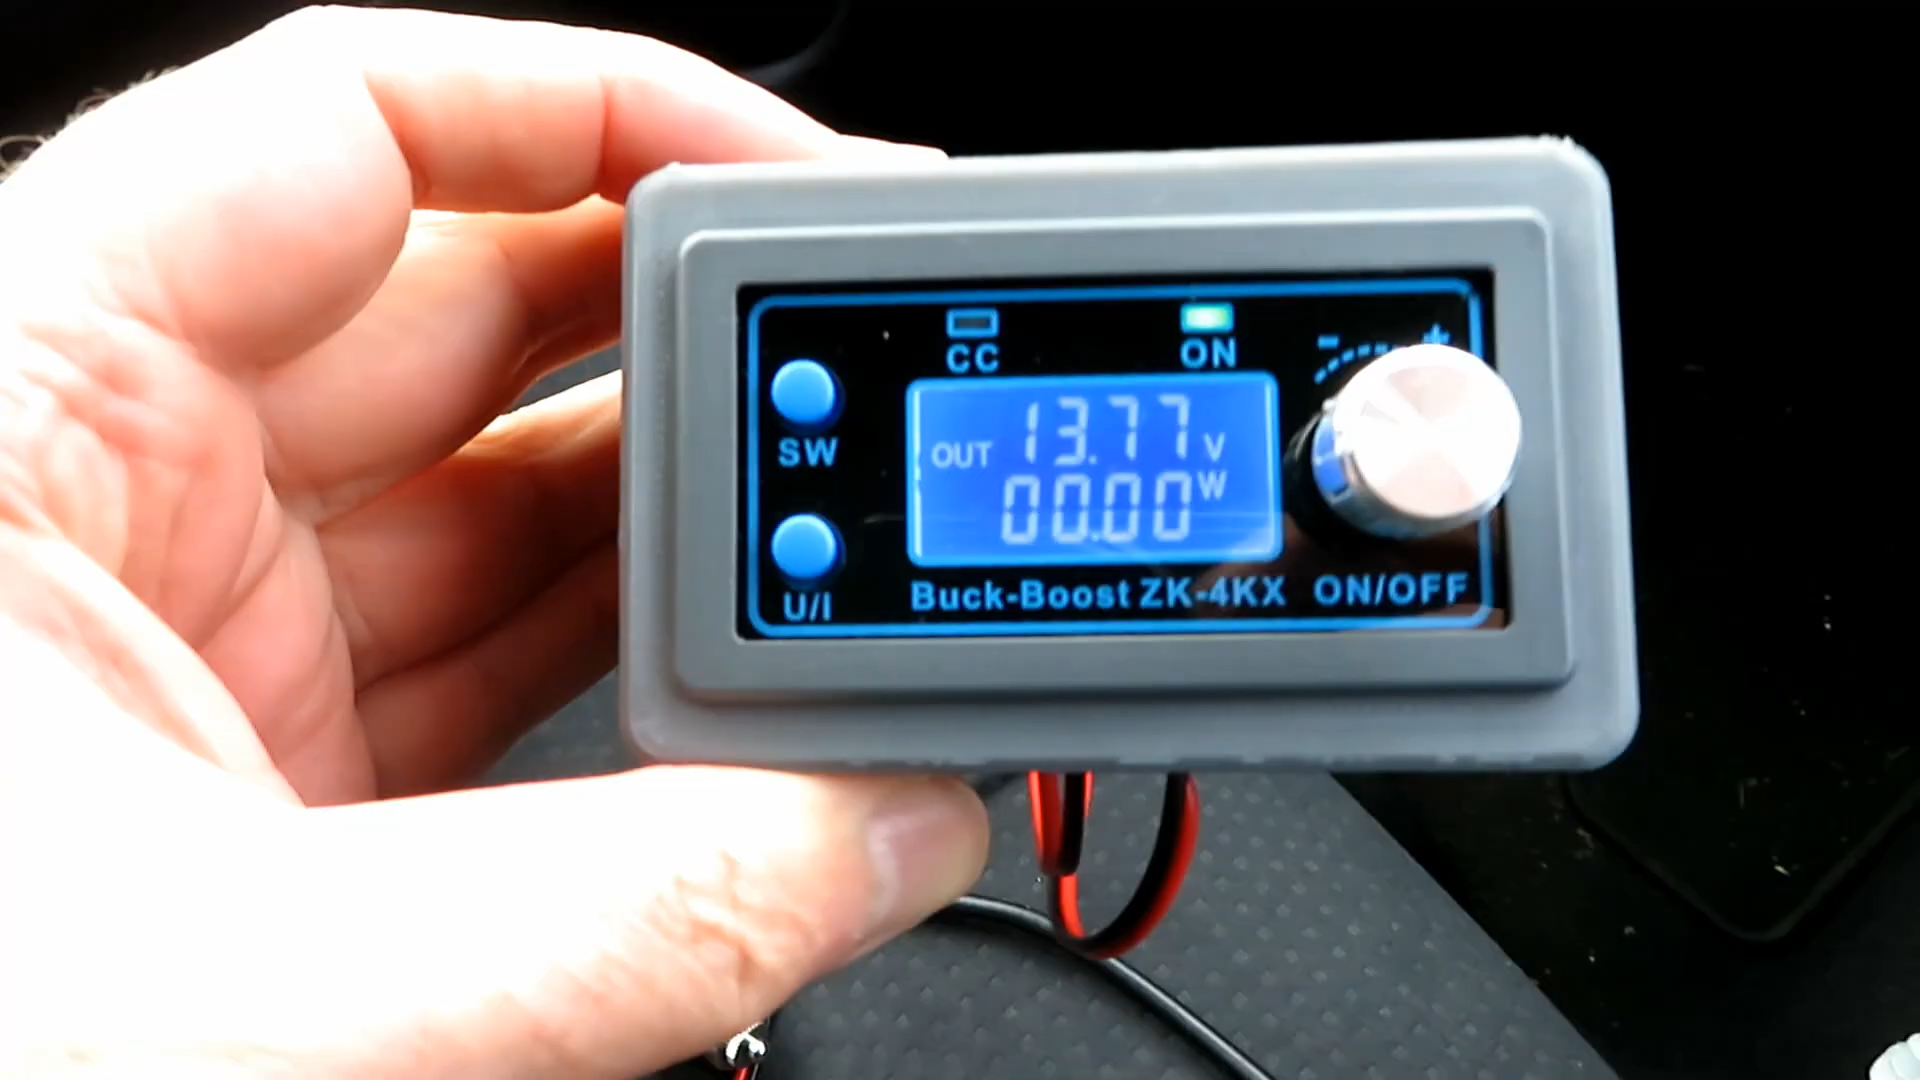 CC ON
- +
SW
OUT 13.77 V
00.00 W
U/I
Buck-Boost ZK-4KX ON/OFF